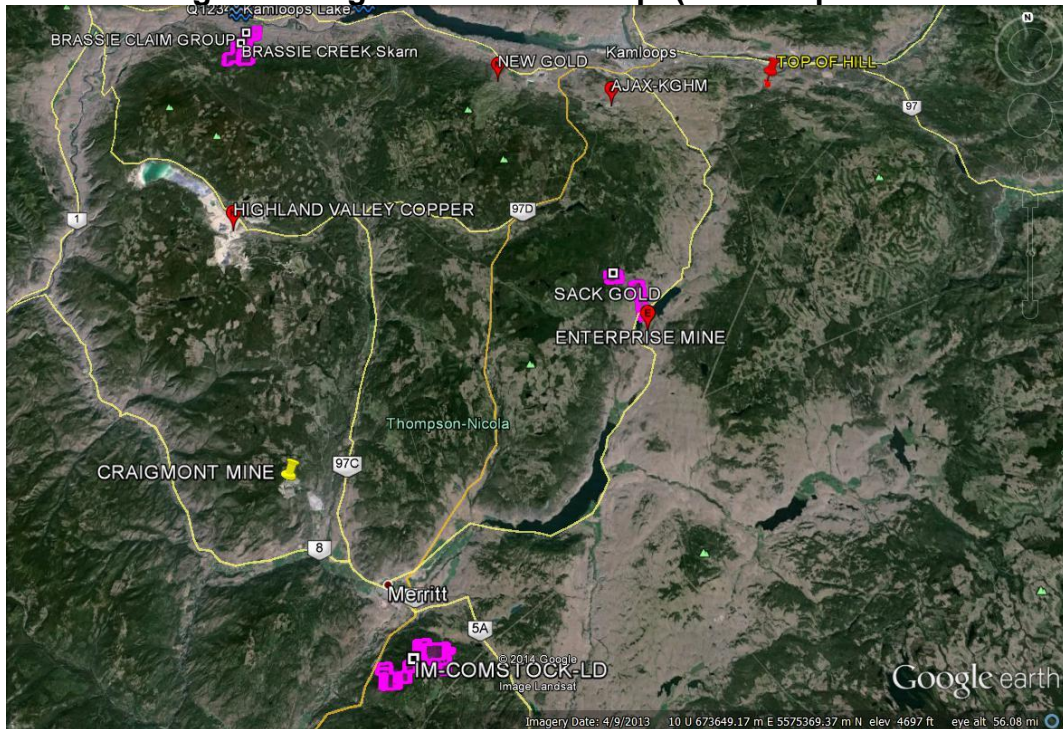 Q1234 Kamloops Lake
BRASSIE CLAIM GROUP
BRASSIE CREEK Skarn
NEW GOLD
Kamloops
TOP OF HILL
AJAX-KGHM
97
1
HIGHLAND VALLEY COPPER
97D
SACK GOLD
E
ENTERPRISE MINE
Thompson-Nicola
CRAIGMONT MINE
97C
8
Merritt
5A
IM-COMSTOCK-LD
© 2014 Google
Image Landsat
Google earth
Imagery Date: 4/9/2013 10 U 673649.17 m E 5575369.37 m N elev 4697 ft eye alt 56.08 mi
N